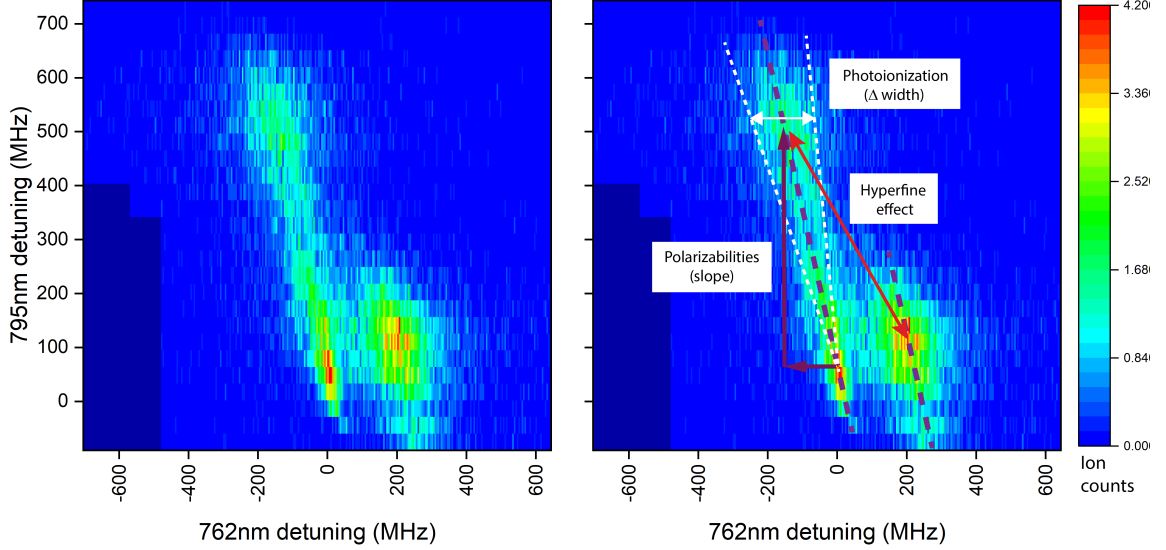 700
600
500
400
300
200
100
0
795nm detuning (MHz)
-600
-400
-200
0
200
400
600
762nm detuning (MHz)
Photoionization
(Δ width)
Hyperfine
effect
Polarizabilities
(slope)
-600
-400
-200
0
200
400
600
762nm detuning (MHz)
4.200
3.360
2.520
1.680
0.840
0.000
Ion
counts